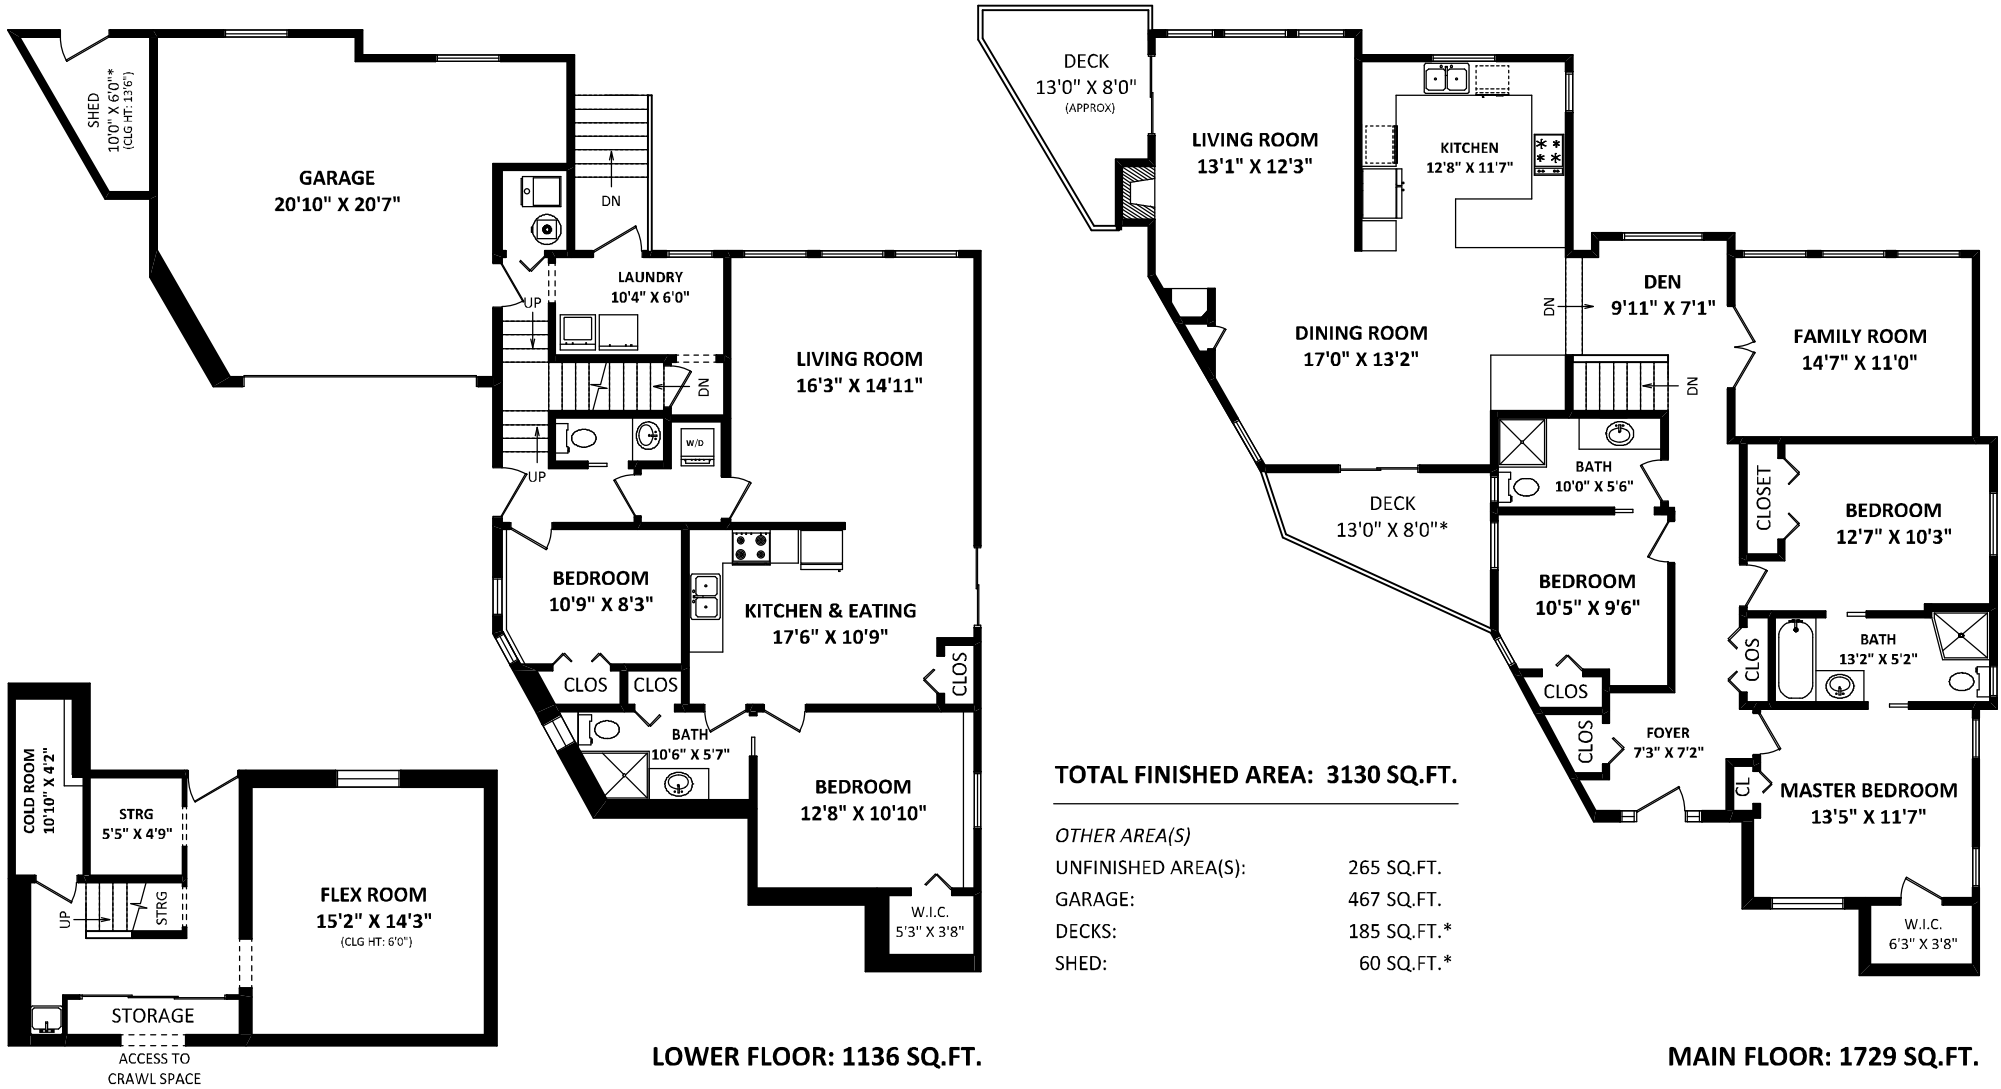 SHED
10'0" X 6'0"*
(CLG HT: 13'6")
GARAGE
20'10" X 20'7"
DN
LAUNDRY
10'4" X 6'0"
UP
DN
LIVING ROOM
16'3" X 14'11"
W/D
UP
BEDROOM
10'9" X 8'3"
KITCHEN & EATING
17'6" X 10'9"
CLOS
CLOS
CLOS
BATH
10'6" X 5'7"
BEDROOM
12'8" X 10'10"
W.I.C.
5'3" X 3'8"
COLD ROOM
10'10" X 4'2"
STRG
5'5" X 4'9"
UP
STRG
FLEX ROOM
15'2" X 14'3"
(CLG HT: 6'0")
STORAGE
ACCESS TO
CRAWL SPACE
LOWER FLOOR: 1136 SQ.FT.
DECK
13'0" X 8'0"
(APPROX)
LIVING ROOM
13'1" X 12'3"
KITCHEN
12'8" X 11'7"
DN
DEN
9'11" X 7'1"
DINING ROOM
17'0" X 13'2"
FAMILY ROOM
14'7" X 11'0"
DN
DECK
13'0" X 8'0"*
BATH
10'0" X 5'6"
CLOSET
BEDROOM
12'7" X 10'3"
BEDROOM
10'5" X 9'6"
CLOS
BATH
13'2" X 5'2"
CLOS
CLOS
FOYER
7'3" X 7'2"
CL
MASTER BEDROOM
13'5" X 11'7"
W.I.C.
6'3" X 3'8"
TOTAL FINISHED AREA: 3130 SQ.FT.
OTHER AREA(S)
UNFINISHED AREA(S): 265 SQ.FT.
GARAGE: 467 SQ.FT.
DECKS: 185 SQ.FT.*
SHED: 60 SQ.FT.*
MAIN FLOOR: 1729 SQ.FT.